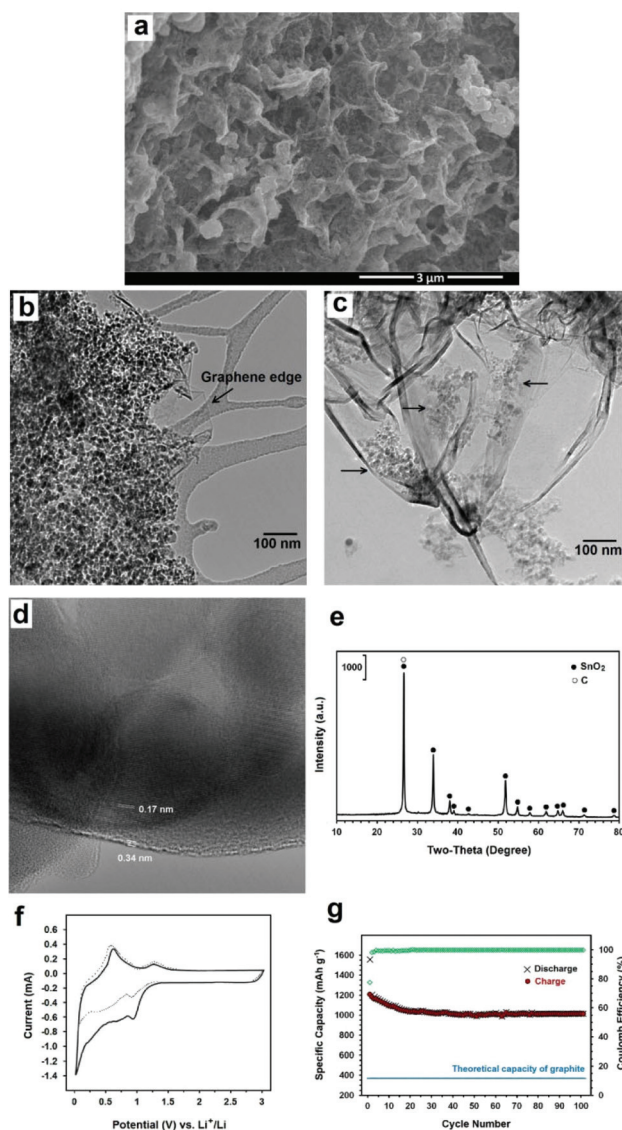 a
3 µm
b
Graphene edge
100 nm
c
100 nm
d
0.17 nm
0.34 nm
e
1000
SnO2
C
Intensity (a.u.)
10 20 30 40 50 60 70 80
Two-Theta (Degree)
f
0.6
0.4
0.2
0.0
-0.2
-0.4
-0.6
-0.8
-1.0
-1.2
-1.4
Current (mA)
0.0 0.5 1.0 1.5 2.0 2.5 3.0
Potential (V) vs. Li+/Li
g
1600
1400
1200
1000
800
600
400
200
Specific Capacity (mAh g-1)
Discharge
Charge
Theoretical capacity of graphite
100
80
60
40
20
0
Coulomb Efficiency (%)
0 10 20 30 40 50 60 70 80 90 100
Cycle Number